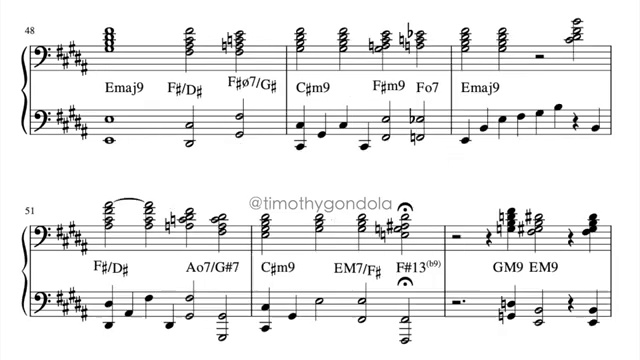 48
Emaj9 F♯/D♯ F♯ø7/G♯ C♯m9 F♯m9 Fo7 Emaj9
@timothygondola
51
F♯/D♯ Ao7/G♯7 C♯m9 EM7/F♯ F♯13(b9) GM9 EM9